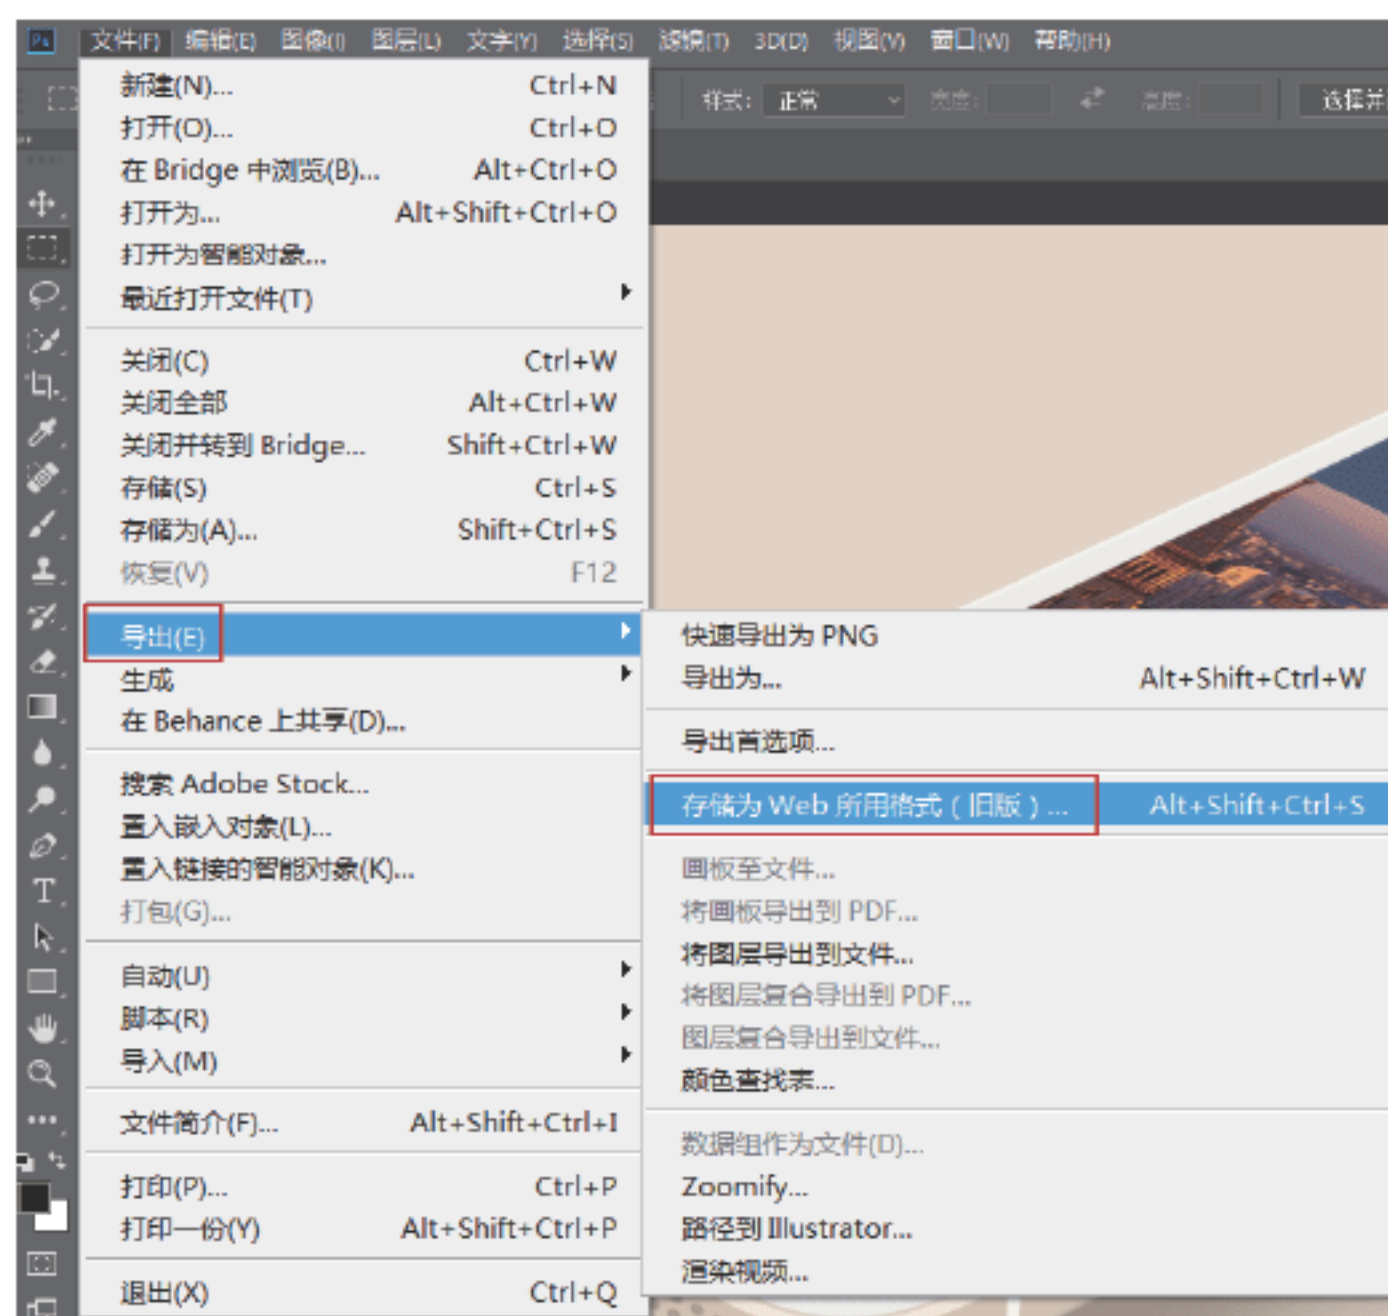 Ps 文件(F) 编辑(E) 图像(I) 图层(L) 文字(Y) 选择(S) 滤镜(T) 3D(D) 视图(V) 窗口(W) 帮助(H)
样式: 正常 宽度: 高度: 选择并
新建(N)... Ctrl+N
打开(O)... Ctrl+O
在 Bridge 中浏览(B)... Alt+Ctrl+O
打开为... Alt+Shift+Ctrl+O
打开为智能对象...
最近打开文件(T)
关闭(C) Ctrl+W
关闭全部 Alt+Ctrl+W
关闭并转到 Bridge... Shift+Ctrl+W
存储(S) Ctrl+S
存储为(A)... Shift+Ctrl+S
恢复(V) F12
导出(E)
生成
在 Behance 上共享(D)...
搜索 Adobe Stock...
置入嵌入对象(L)...
置入链接的智能对象(K)...
打包(G)...
自动(U)
脚本(R)
导入(M)
文件简介(F)... Alt+Shift+Ctrl+I
打印(P)... Ctrl+P
打印一份(Y) Alt+Shift+Ctrl+P
退出(X) Ctrl+Q
快速导出为 PNG
导出为... Alt+Shift+Ctrl+W
导出首选项...
存储为 Web 所用格式（旧版）... Alt+Shift+Ctrl+S
画板至文件...
将画板导出到 PDF...
将图层导出到文件...
将图层复合导出到 PDF...
图层复合导出到文件...
颜色查找表...
数据组作为文件(D)...
Zoomify...
路径到 Illustrator...
渲染视频...